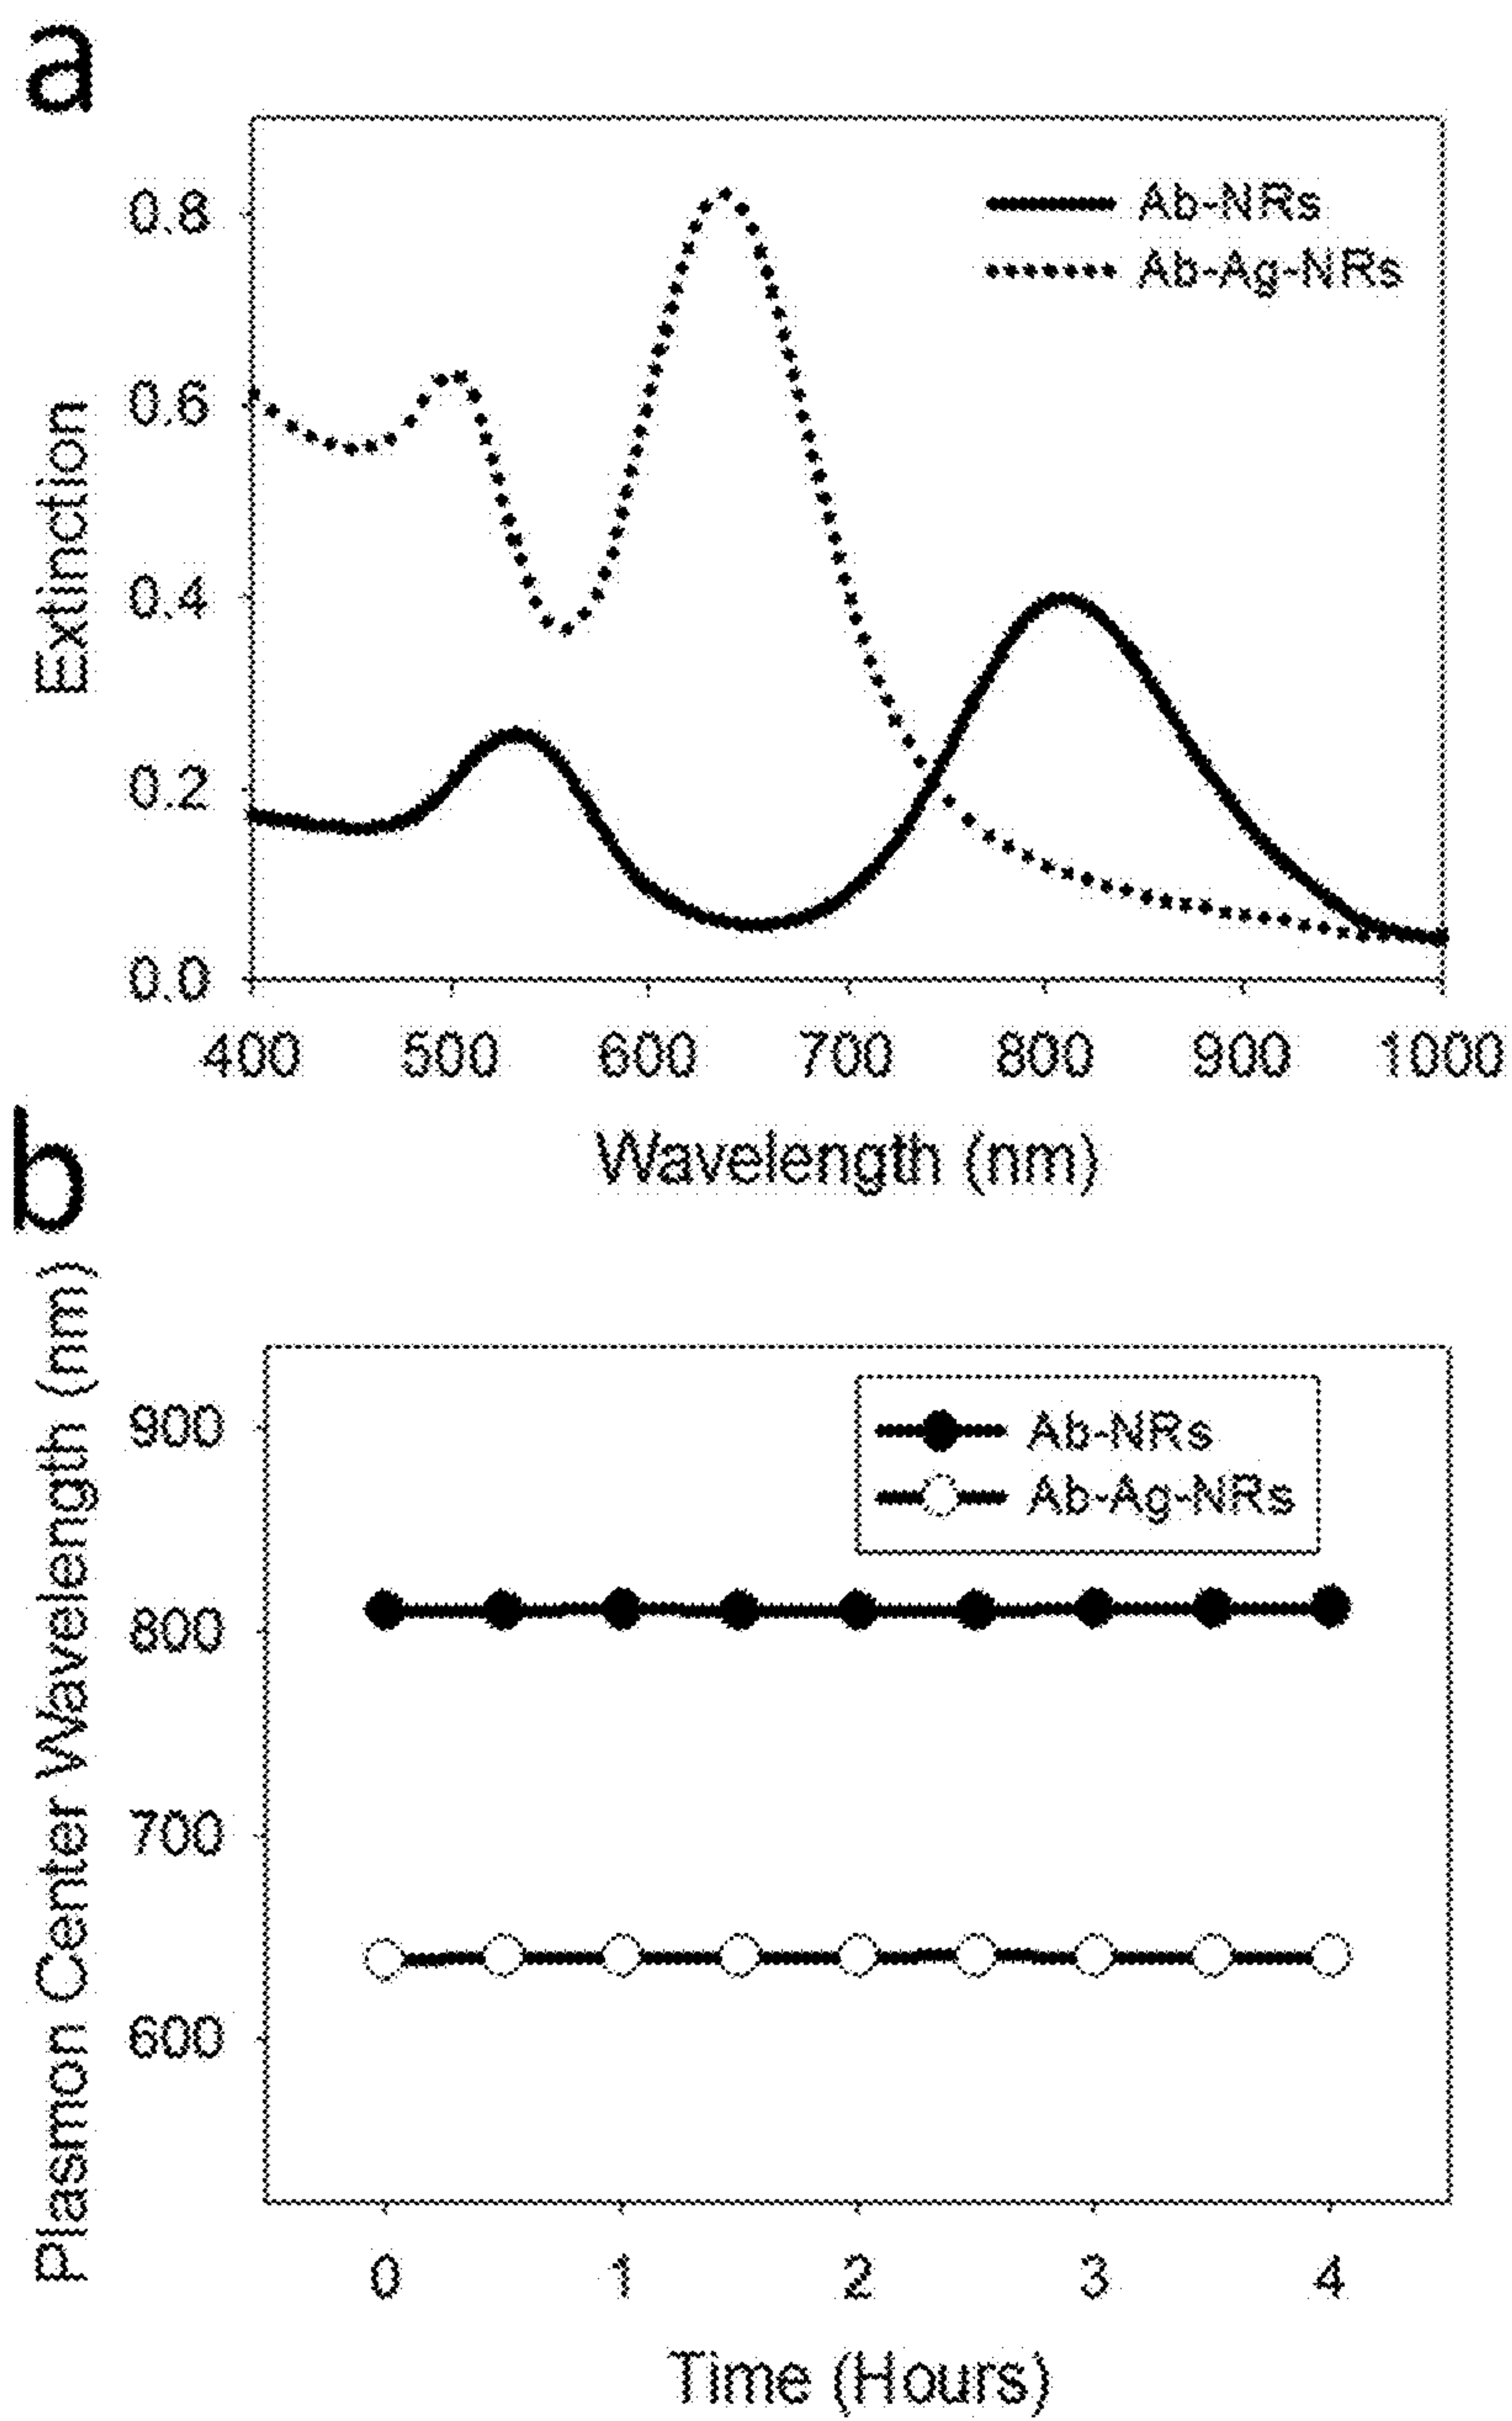 a
Ab-NRs
Ab-Ag-NRs
0.8
0.6
0.4
0.2
0.0
Extinction
400 500 600 700 800 900 1000
Wavelength (nm)
b
Ab-NRs
Ab-Ag-NRs
900
800
700
600
Plasmon Center Wavelength (nm)
0 1 2 3 4
Time (Hours)